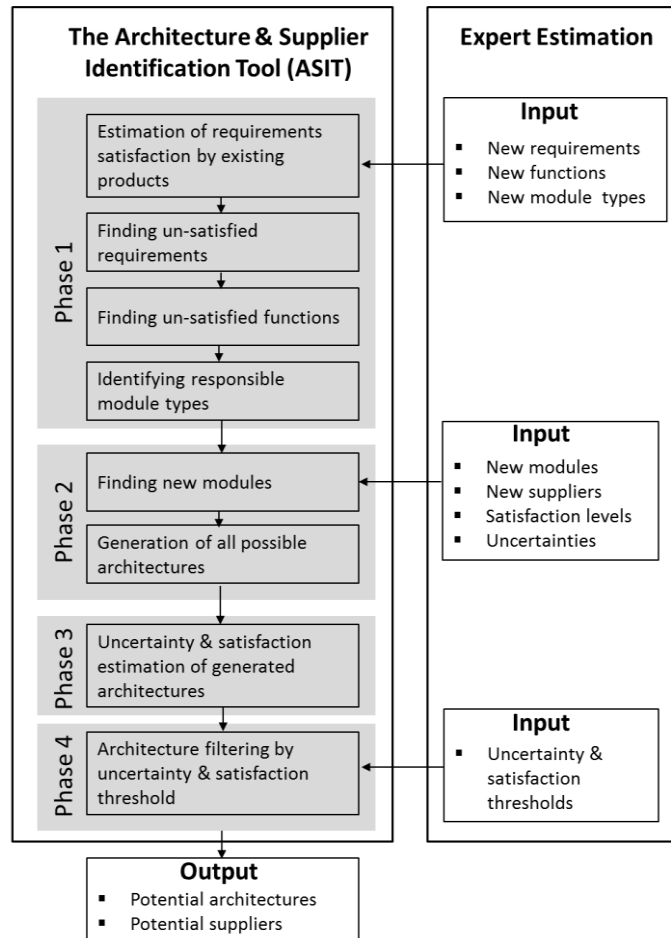 The Architecture & Supplier
Identification Tool (ASIT)
Expert Estimation
Phase 1
Estimation of requirements
satisfaction by existing
products
Finding un-satisfied
requirements
Finding un-satisfied functions
Identifying responsible
module types
Input
▪ New requirements
▪ New functions
▪ New module types
Phase 2
Finding new modules
Generation of all possible
architectures
Input
▪ New modules
▪ New suppliers
▪ Satisfaction levels
▪ Uncertainties
Phase 3
Uncertainty & satisfaction
estimation of generated
architectures
Phase 4
Architecture filtering by
uncertainty & satisfaction
threshold
Input
▪ Uncertainty &
satisfaction
thresholds
Output
▪ Potential architectures
▪ Potential suppliers